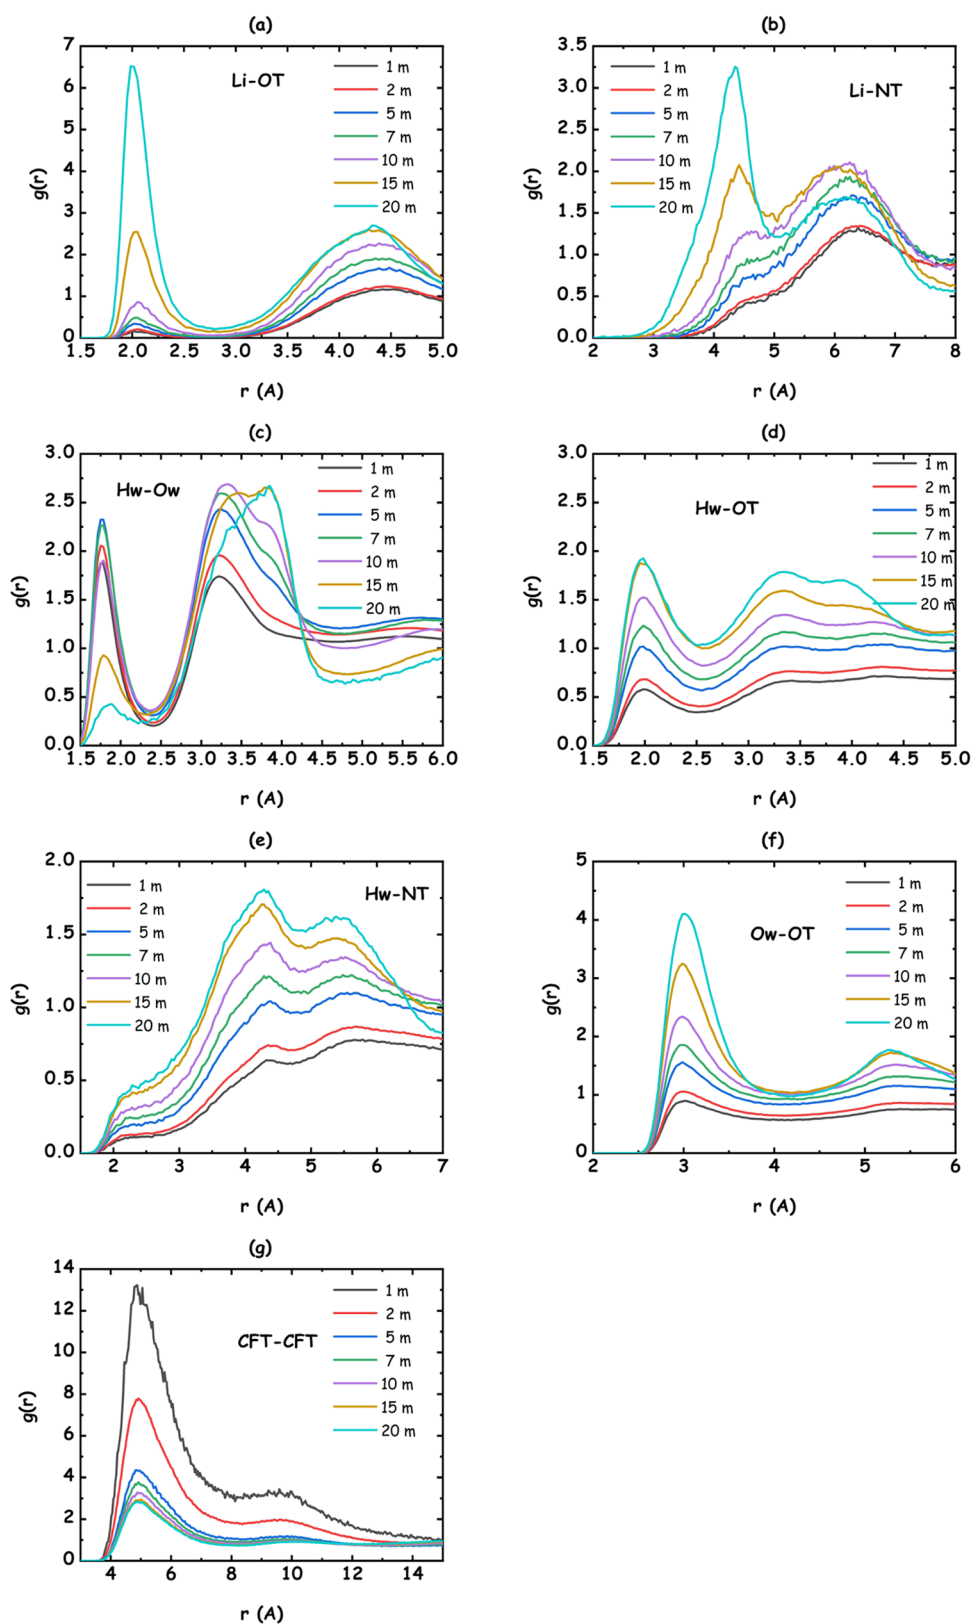 (a)
7
6
5
4
3
2
1
0
g(r)
Li-OT
1 m
2 m
5 m
7 m
10 m
15 m
20 m
1.5 2.0 2.5 3.0 3.5 4.0 4.5 5.0
r (A)
(b)
3.5
3.0
2.5
2.0
1.5
1.0
0.5
0.0
g(r)
Li-NT
1 m
2 m
5 m
7 m
10 m
15 m
20 m
2 3 4 5 6 7 8
r (A)
(c)
3.0
2.5
2.0
1.5
1.0
0.5
0.0
g(r)
Hw-Ow
1 m
2 m
5 m
7 m
10 m
15 m
20 m
1.5 2.0 2.5 3.0 3.5 4.0 4.5 5.0 5.5 6.0
r (A)
(d)
3.0
2.5
2.0
1.5
1.0
0.5
0.0
g(r)
Hw-OT
1 m
2 m
5 m
7 m
10 m
15 m
20 m
1.5 2.0 2.5 3.0 3.5 4.0 4.5 5.0
r (A)
(e)
2.0
1.5
1.0
0.5
0.0
g(r)
Hw-NT
1 m
2 m
5 m
7 m
10 m
15 m
20 m
2 3 4 5 6 7
r (A)
(f)
5
4
3
2
1
0
g(r)
Ow-OT
1 m
2 m
5 m
7 m
10 m
15 m
20 m
2 3 4 5 6
r (A)
(g)
14
12
10
8
6
4
2
0
g(r)
CFT-CFT
1 m
2 m
5 m
7 m
10 m
15 m
20 m
4 6 8 10 12 14
r (A)